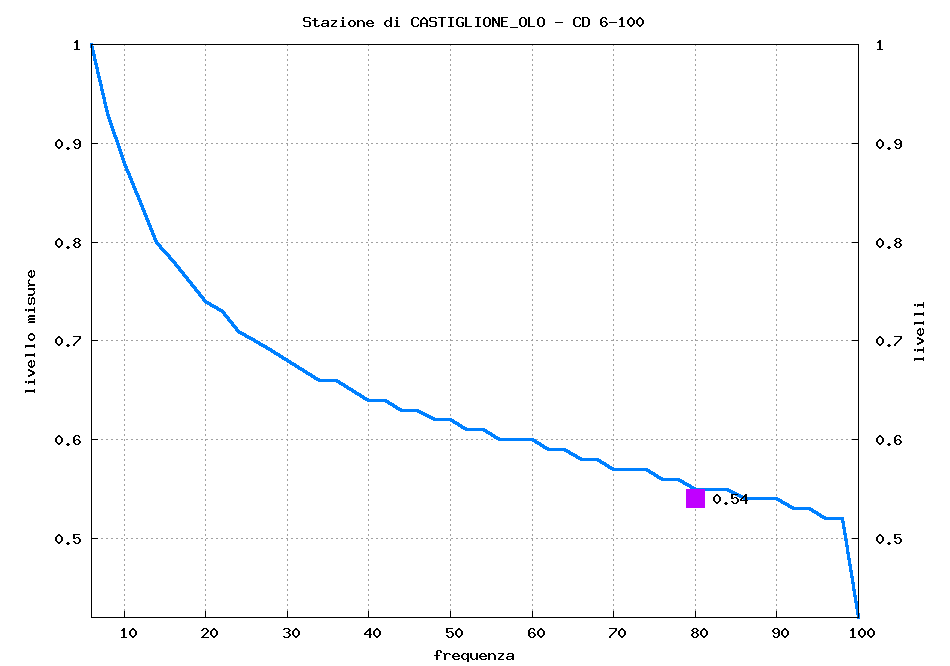 Stazione di CASTIGLIONE_OLO - CD 6-100
1 1
0.9 0.9
0.8 0.8
livello misure
livelli
0.7 0.7
0.6 0.6
0.54
0.5 0.5
10 20 30 40 50 60 70 80 90 100
frequenza